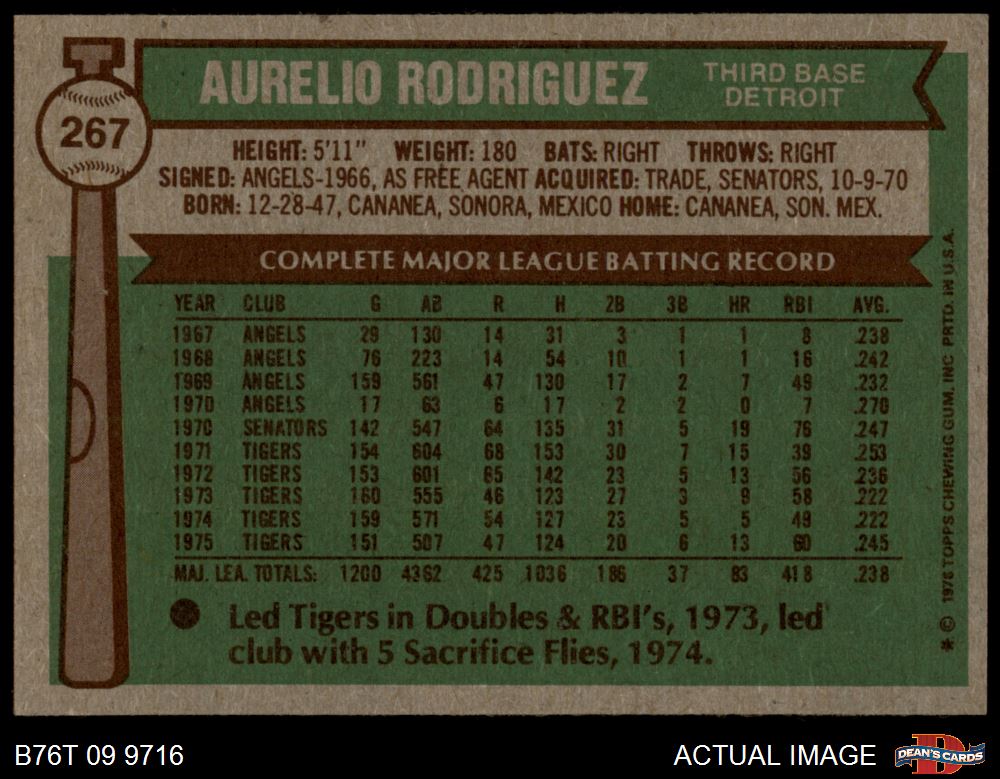 AURELIO RODRIGUEZ
THIRD BASE
DETROIT
267
HEIGHT: 5'11" WEIGHT: 180 BATS: RIGHT THROWS: RIGHT
SIGNED: ANGELS-1966, AS FREE AGENT ACQUIRED: TRADE, SENATORS, 10-9-70
BORN: 12-28-47, CANANEA, SONORA, MEXICO HOME: CANANEA, SON. MEX.
COMPLETE MAJOR LEAGUE BATTING RECORD
YEAR CLUB G AB R H 2B 3B HR RBI AVG.
1967 ANGELS 29 130 14 31 3 1 1 8 .238
1968 ANGELS 76 223 14 54 10 1 1 16 .242
1969 ANGELS 159 561 47 130 17 2 7 49 .232
1970 ANGELS 17 63 6 17 2 2 0 7 .270
1970 SENATORS 142 547 64 135 31 5 19 76 .247
1971 TIGERS 154 604 68 153 30 7 15 39 .253
1972 TIGERS 153 601 65 142 23 5 13 56 .236
1973 TIGERS 160 555 46 123 27 3 9 58 .222
1974 TIGERS 159 571 54 127 23 5 5 49 .222
1975 TIGERS 151 507 47 124 20 6 13 60 .245
MAJ. LEA. TOTALS: 1200 4362 425 1036 186 37 83 418 .238
Led Tigers in Doubles & RBI's, 1973, led
club with 5 Sacrifice Flies, 1974.
* © 1976 TOPPS CHEWING GUM, INC PRTD. IN U.S.A.
B76T 09 9716
ACTUAL IMAGE
D
DEAN'S CARDS